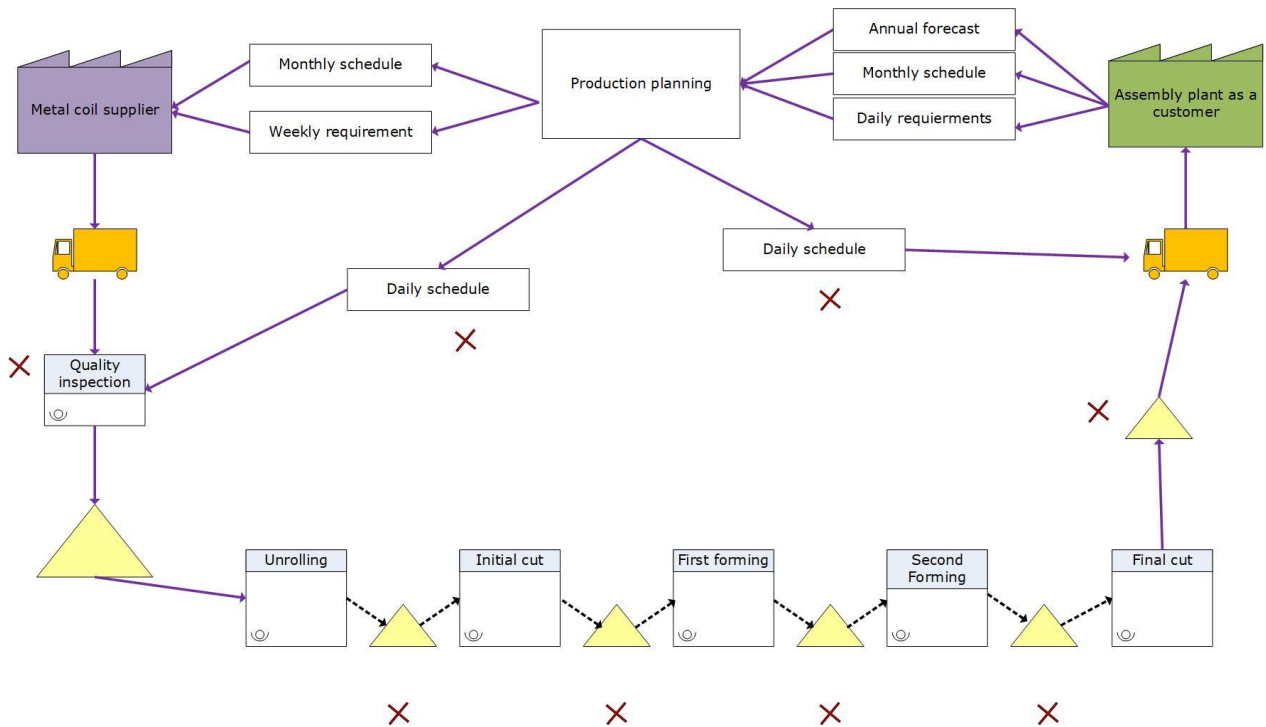 Annual forecast
Monthly schedule
Production planning
Monthly schedule
Metal coil supplier
Assembly plant as a
customer
Weekly requirement
Daily requierments
Daily schedule
Daily schedule
Quality
inspection
Unrolling
Initial cut
First forming
Second
Forming
Final cut